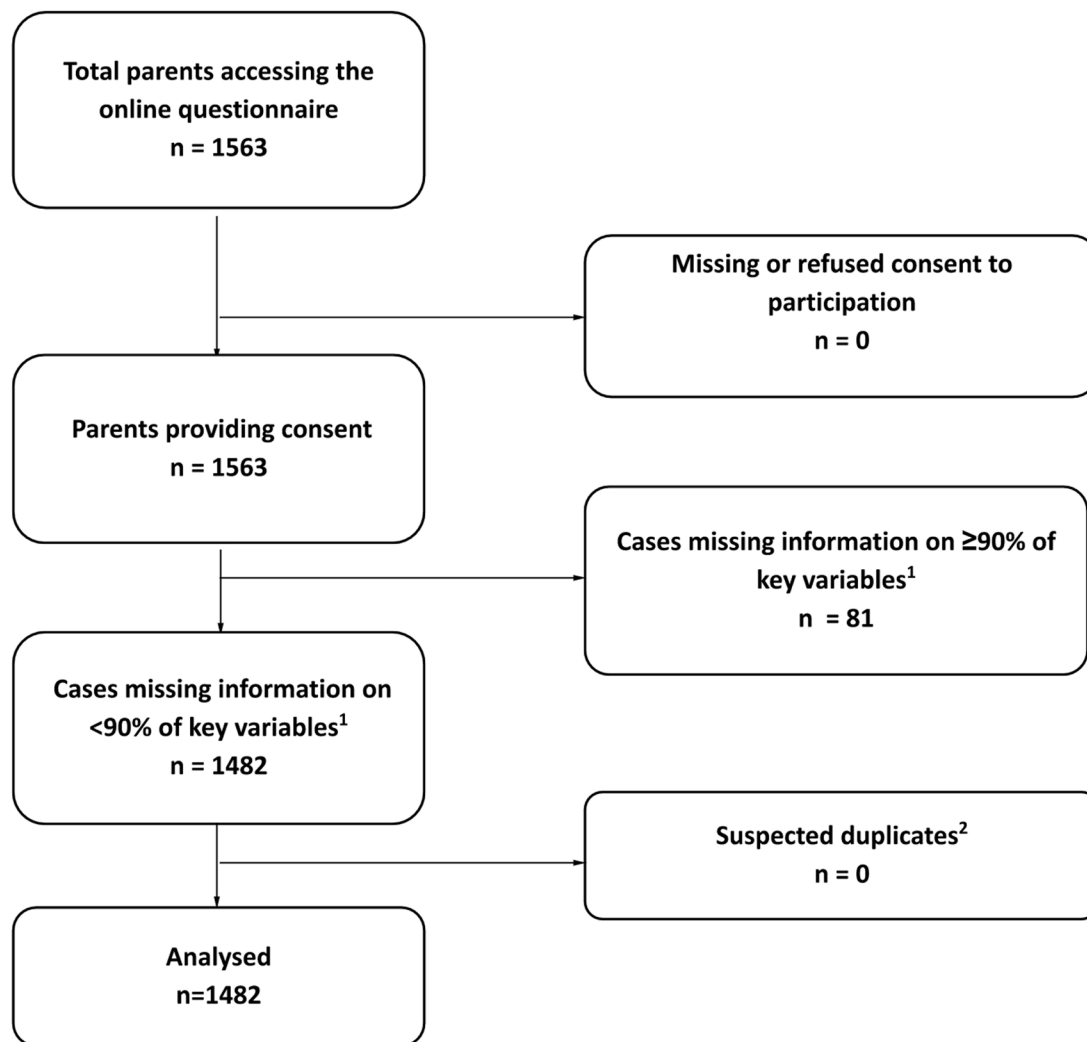 Total parents accessing the
online questionnaire
n = 1563
Missing or refused consent to
participation
n = 0
Parents providing consent
n = 1563
Cases missing information on ≥90% of
key variables¹
n = 81
Cases missing information on
<90% of key variables¹
n = 1482
Suspected duplicates²
n = 0
Analysed
n=1482